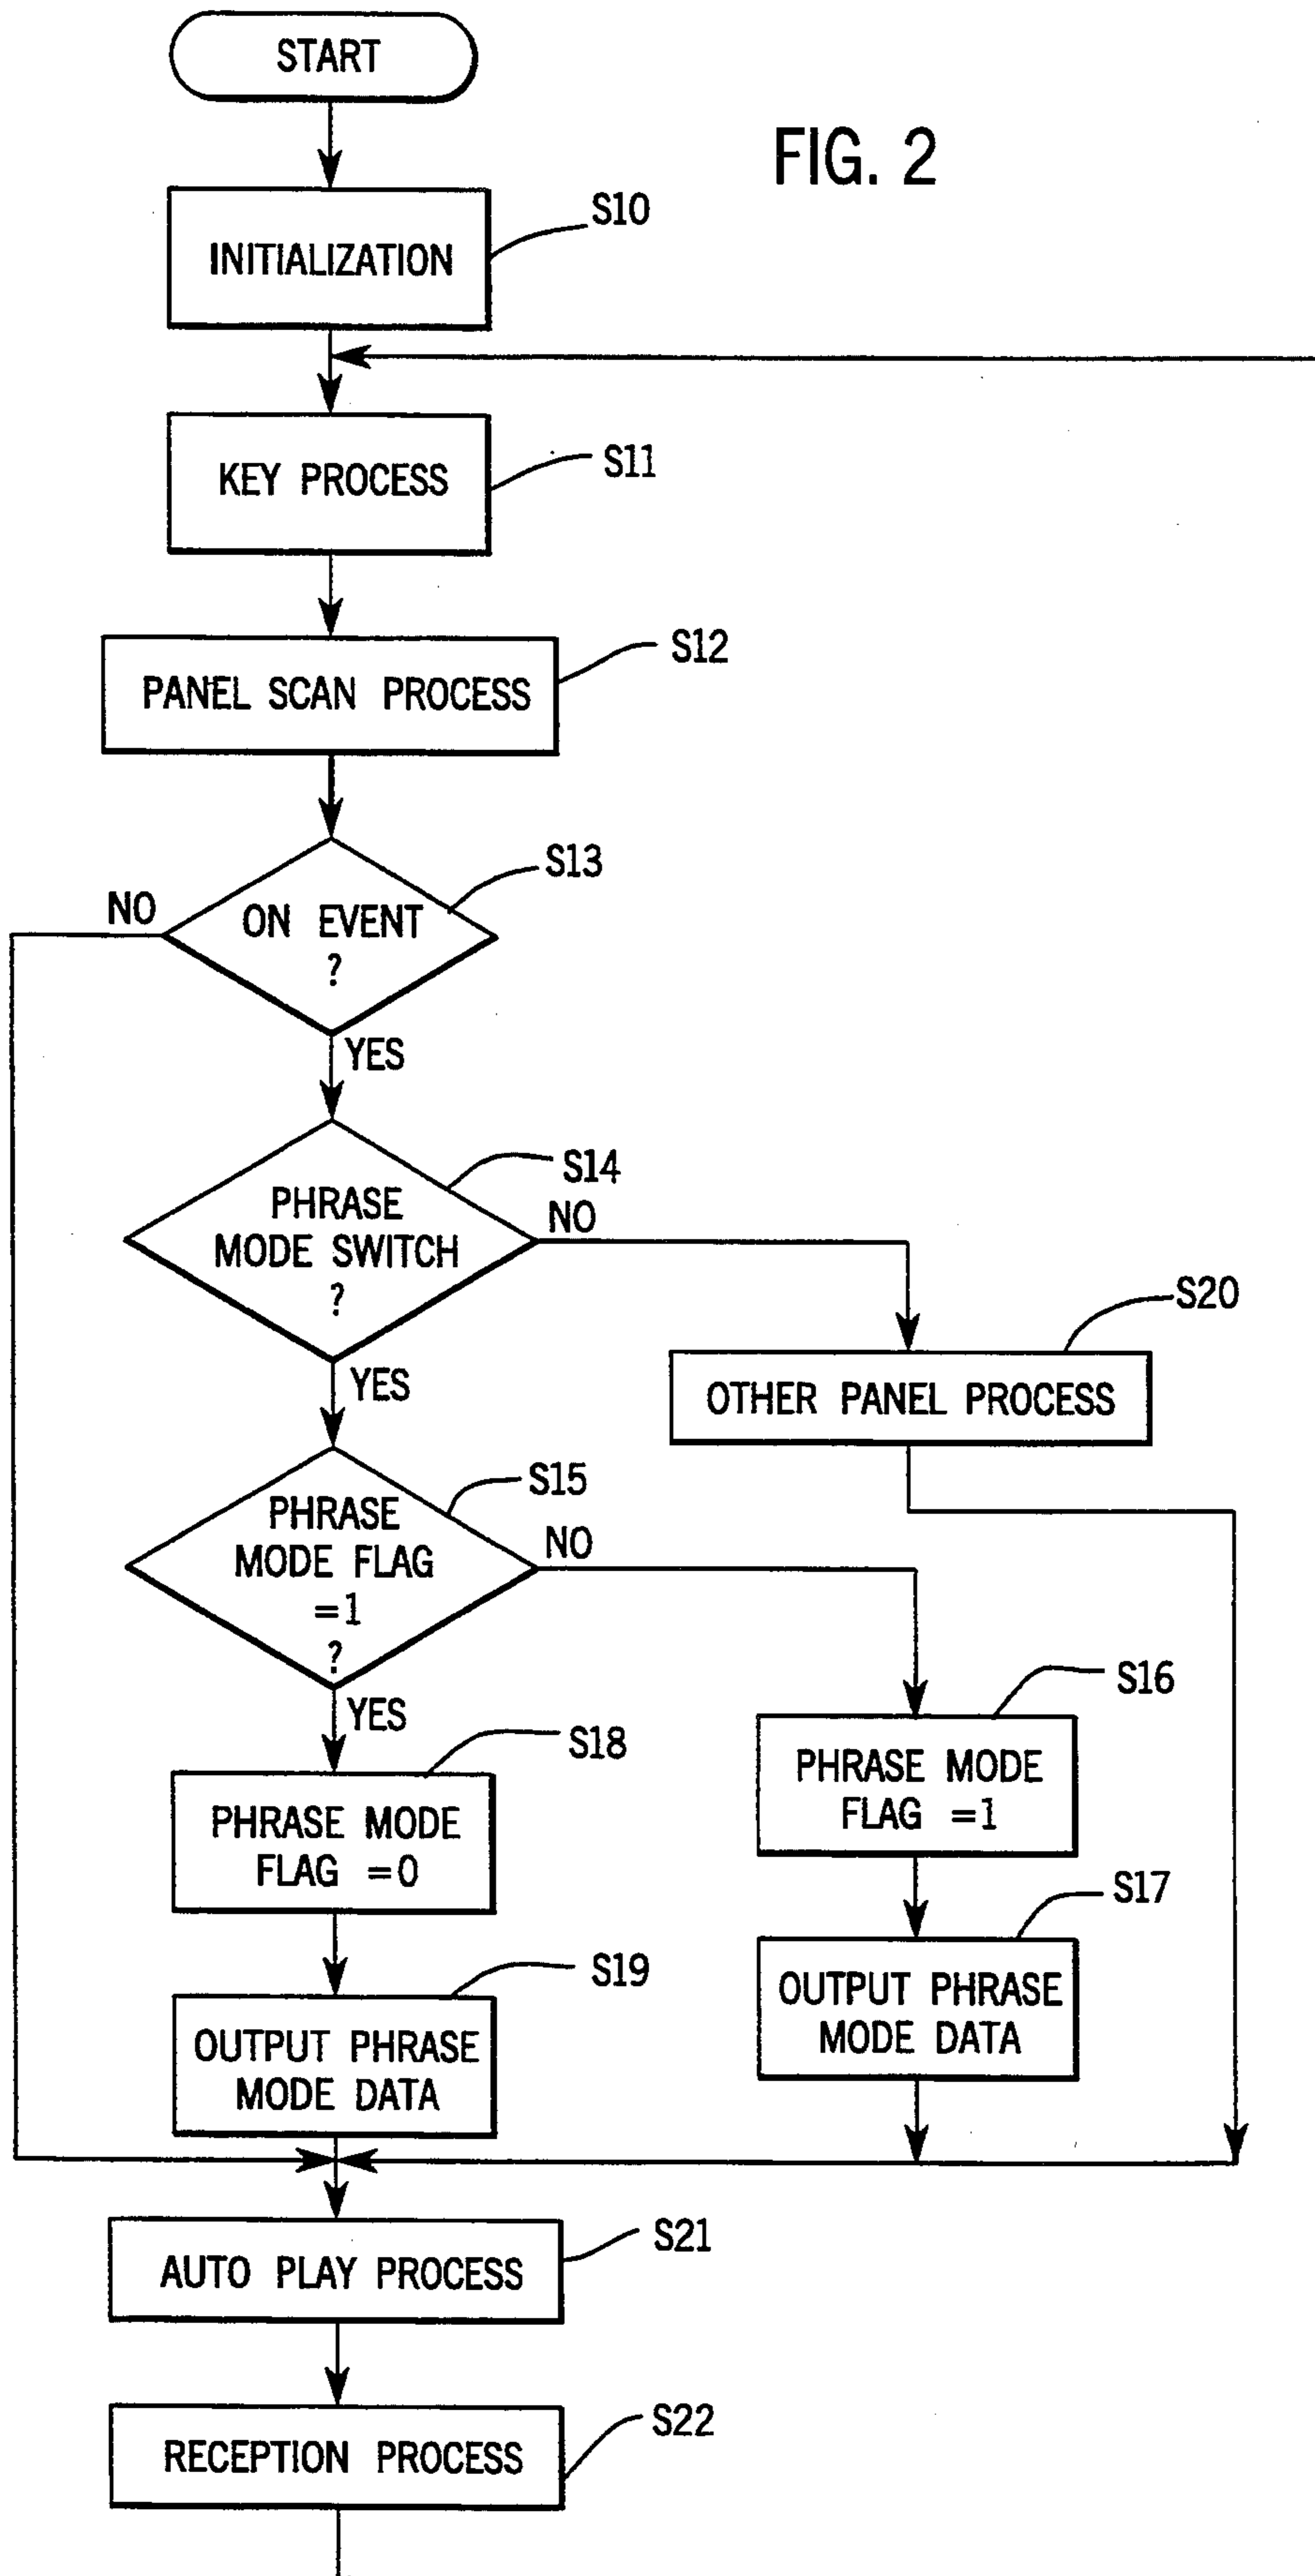 START
FIG. 2
S10
INITIALIZATION
S11
KEY PROCESS
S12
PANEL SCAN PROCESS
S13
NO
ON EVENT
?
YES
S14
PHRASE
MODE SWITCH
?
NO
S20
YES
OTHER PANEL PROCESS
S15
PHRASE
MODE FLAG
=1
?
NO
S16
YES
S18
PHRASE MODE
FLAG =1
PHRASE MODE
FLAG =0
S17
S19
OUTPUT PHRASE
MODE DATA
OUTPUT PHRASE
MODE DATA
S21
AUTO PLAY PROCESS
S22
RECEPTION PROCESS